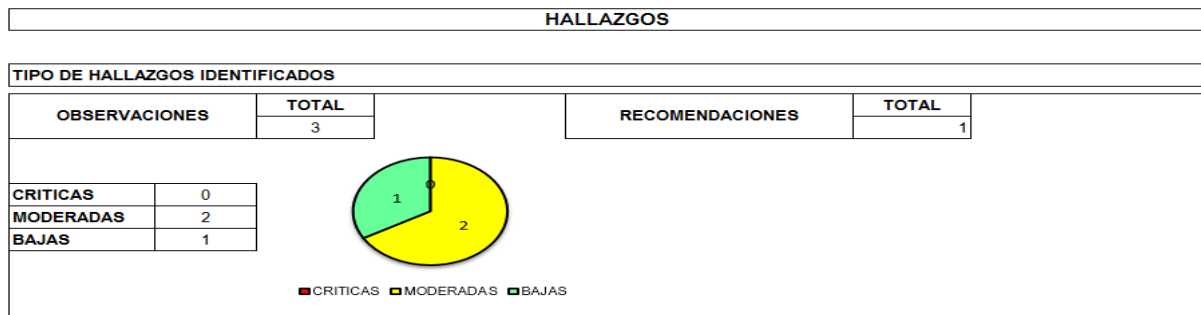 HALLAZGOS
TIPO DE HALLAZGOS IDENTIFICADOS
OBSERVACIONES
TOTAL
3
RECOMENDACIONES
TOTAL
1
CRITICAS 0
MODERADAS 2
BAJAS 1
0
1
2
CRITICAS MODERADAS BAJAS